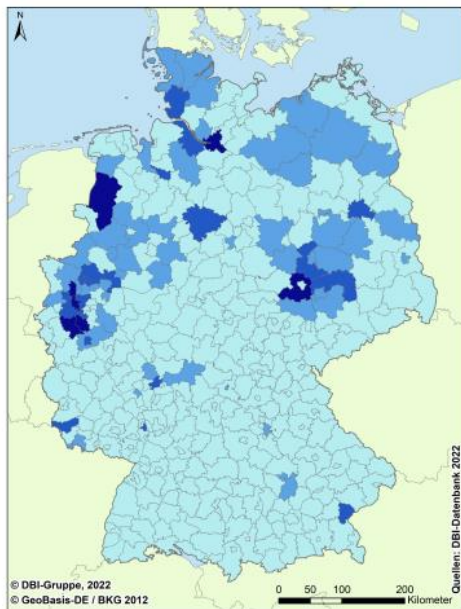 N
Quellen: DBI-Datenbank 2022
© DBI-Gruppe, 2022
© GeoBasis-DE / BKG 2012
0 50 100 200
Kilometer